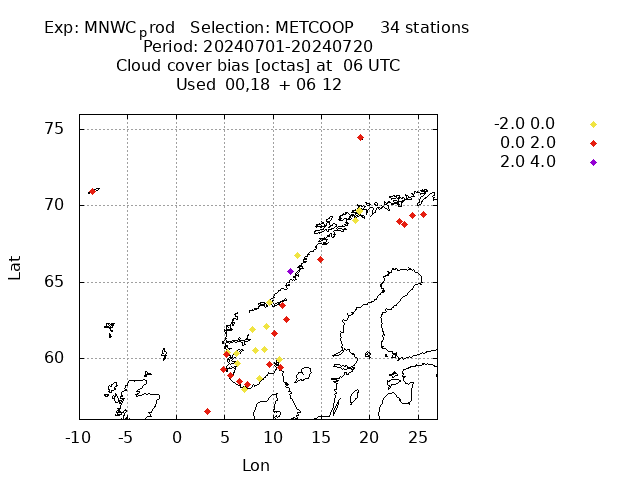 Exp: MNWCprod Selection: METCOOP 34 stations
Period: 20240701-20240720
Cloud cover bias [octas] at 06 UTC
Used 00,18 + 06 12
-2.0 0.0
0.0 2.0
2.0 4.0
75
70
65
60
Lat
-10 -5 0 5 10 15 20 25
Lon